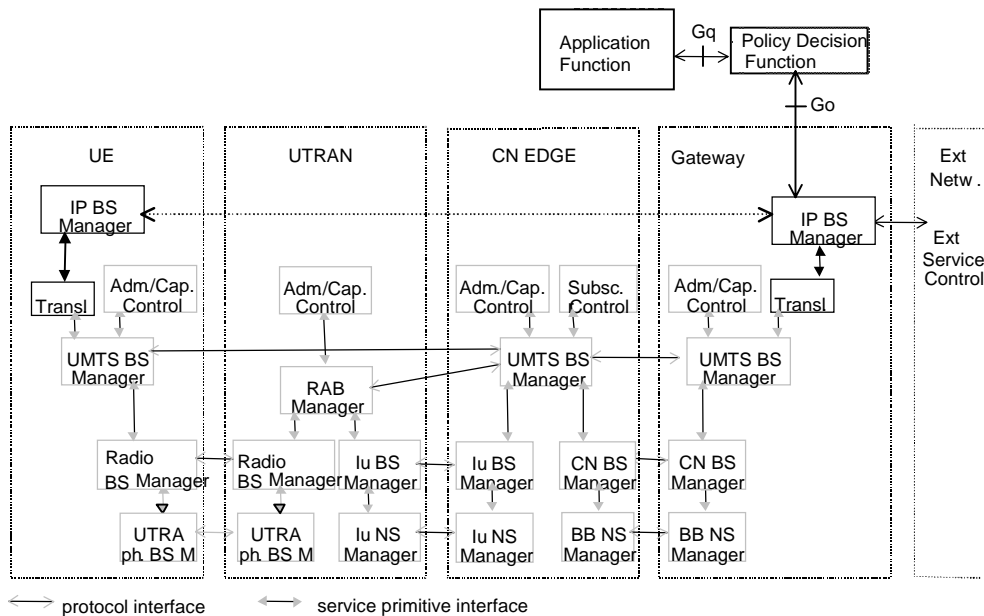 Application
Function
Gq
Policy Decision
Function
Go
UE
UTRAN
CN EDGE
Gateway
Ext
Netw .
IP BS
Manager
IP BS
Manager
Ext
Service
Control
Transl
Adm./Cap.
Control
Adm./Cap.
Control
Adm./Cap.
Control
Subsc.
Control
Adm./Cap.
Control
Transl
UMTS BS
Manager
UMTS BS
Manager
UMTS BS
Manager
RAB
Manager
Radio
BS Manager
Radio
BS Manager
Iu BS
Manager
Iu BS
Manager
CN BS
Manager
CN BS
Manager
UTRA
ph. BS M
UTRA
ph. BS M
Iu NS
Manager
Iu NS
Manager
BB NS
Manager
BB NS
Manager
protocol interface
service primitive interface